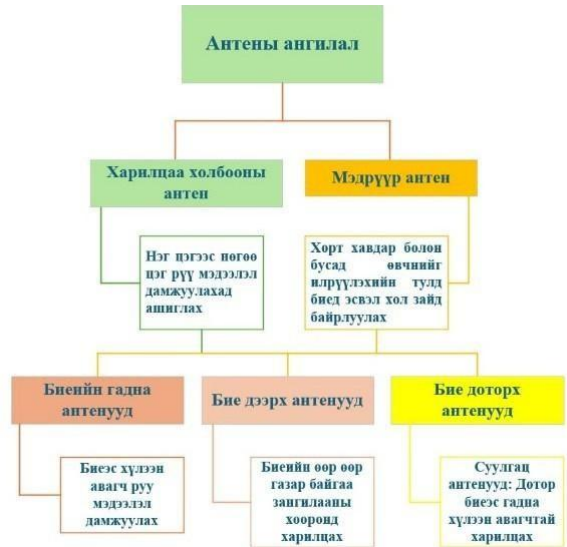 Антены ангилал
Харилцаа холбооны
антен
Мэдрүүр антен
Нэг цэгээс нөгөө
цэг рүү мэдээлэл
дамжуулахад
ашиглах
Хорт хавдар болон
бусад өвчнийг
илрүүлэхийн тулд
биед эсвэл хол зайд
байрлуулах
Биеийн гадна
антенууд
Бие дээрх антенууд
Бие доторх
антенууд
Биеэс хүлээн
авагч руу
мэдээлэл
дамжуулах
Биеийн өөр өөр
газар байгаа
зангилааны
хооронд
харилцах
Суулгац
антенууд: Дотор
биеэс гадна
хүлээн авагчтай
харилцах